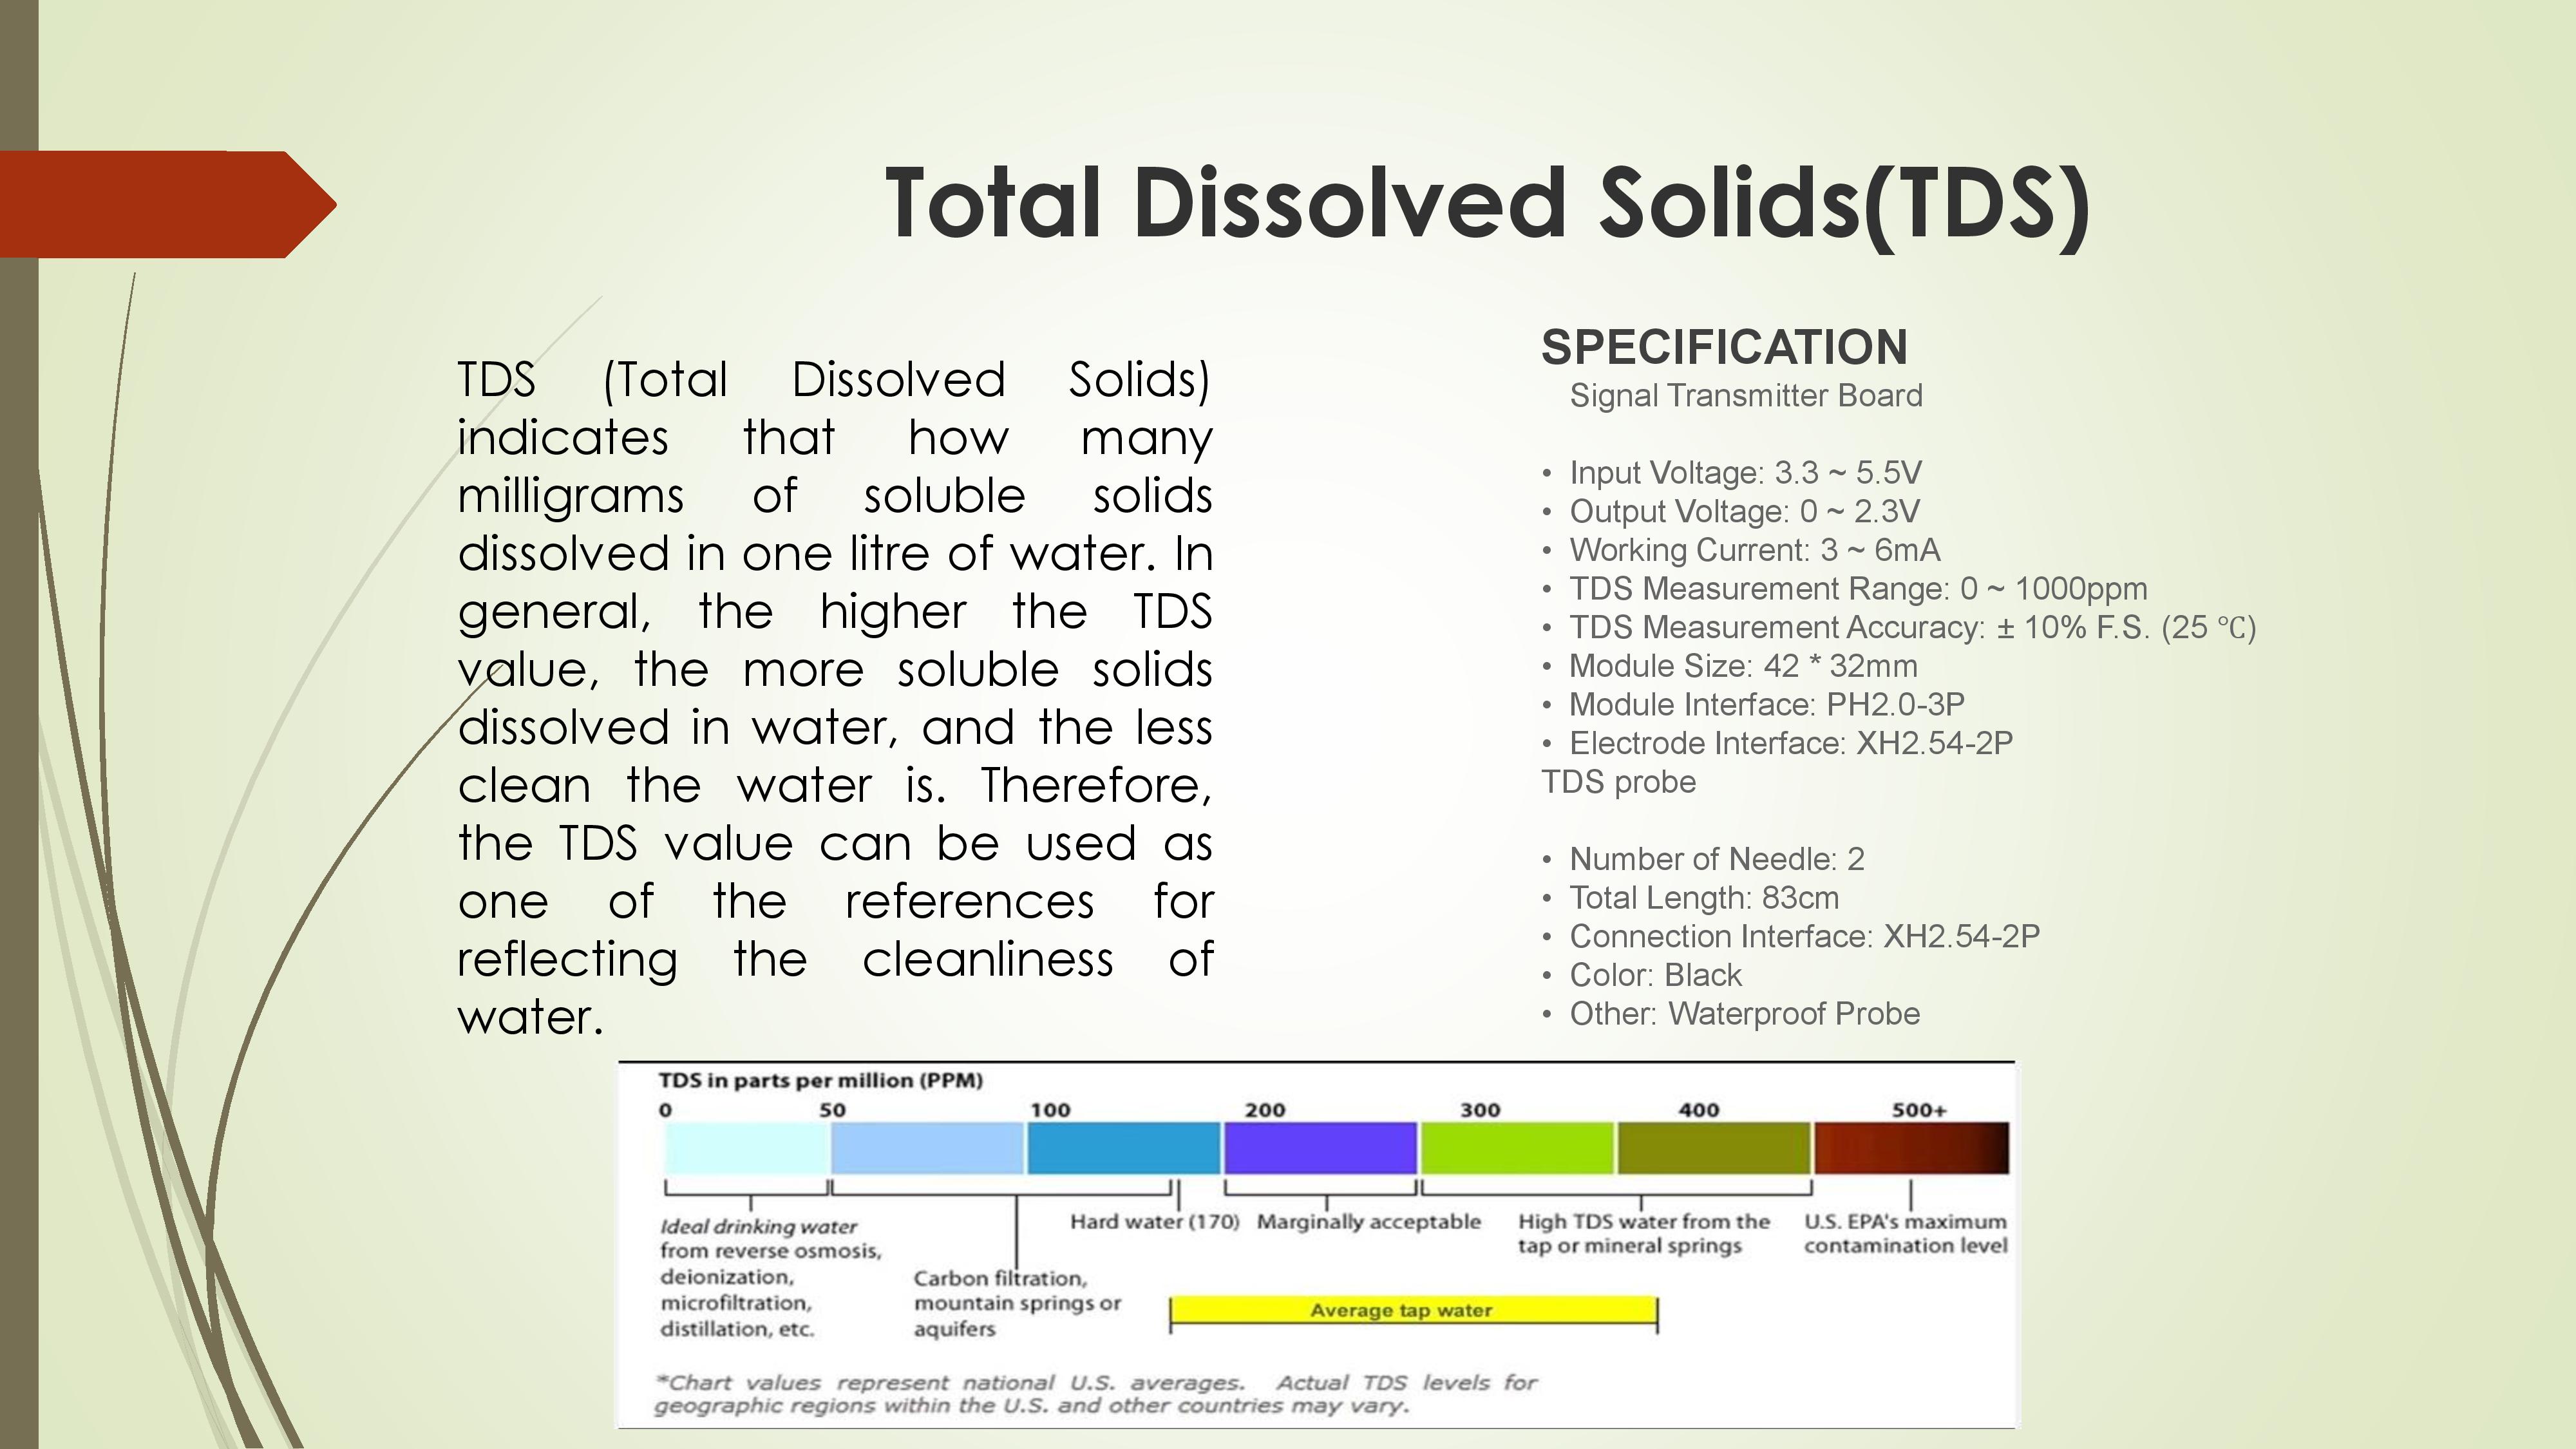 Total Dissolved Solids(TDS)
TDS (Total Dissolved Solids)
indicates that how many
milligrams of soluble solids
dissolved in one litre of water. In
general, the higher the TDS
value, the more soluble solids
dissolved in water, and the less
clean the water is. Therefore,
the TDS value can be used as
one of the references for
reflecting the cleanliness of
water.
SPECIFICATION
Signal Transmitter Board
• Input Voltage: 3.3 ~ 5.5V
• Output Voltage: 0 ~ 2.3V
• Working Current: 3 ~ 6mA
• TDS Measurement Range: 0 ~ 1000ppm
• TDS Measurement Accuracy: ± 10% F.S. (25 ℃)
• Module Size: 42 * 32mm
• Module Interface: PH2.0-3P
• Electrode Interface: XH2.54-2P
TDS probe
• Number of Needle: 2
• Total Length: 83cm
• Connection Interface: XH2.54-2P
• Color: Black
• Other: Waterproof Probe
TDS in parts per million (PPM)
0 50 100 200 300 400 500+
Ideal drinking water
from reverse osmosis,
deionization,
microfiltration,
distillation, etc.
Carbon filtration,
mountain springs or
aquifers
Hard water (170)
Marginally acceptable
High TDS water from the
tap or mineral springs
U.S. EPA's maximum
contamination level
Average tap water
*Chart values represent national U.S. averages. Actual TDS levels for
geographic regions within the U.S. and other countries may vary.